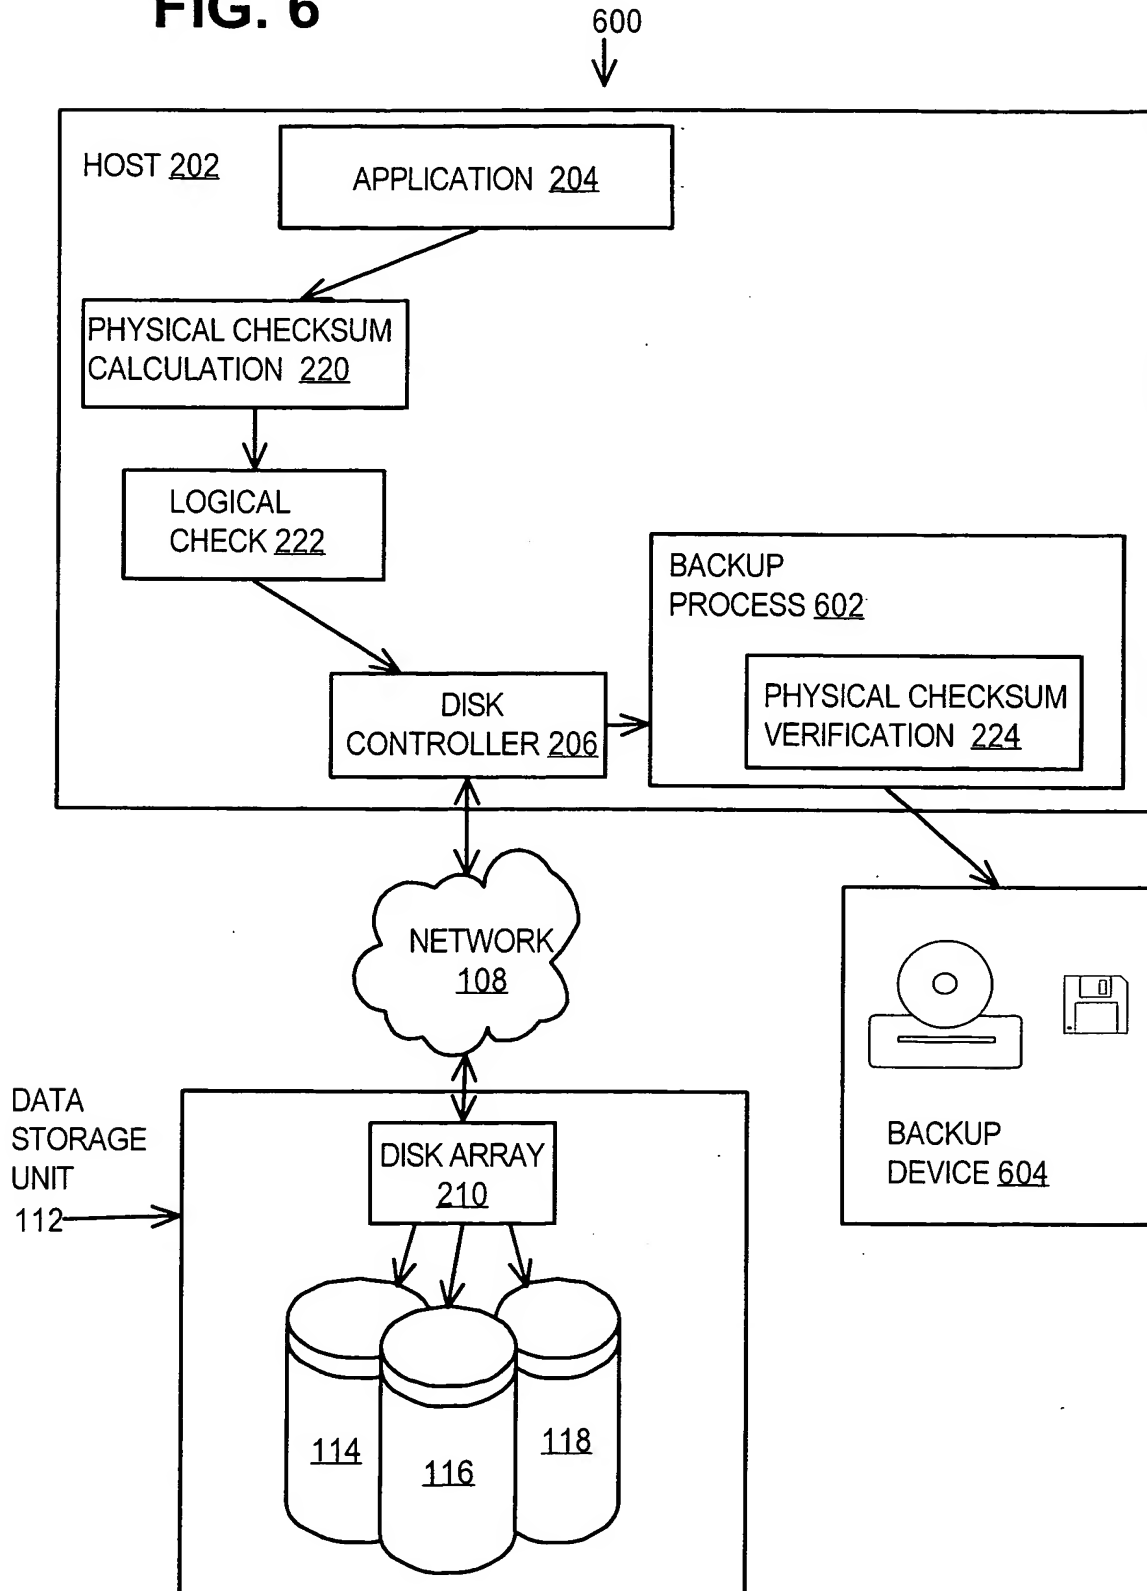 FIG. 6
600
HOST 202
APPLICATION 204
PHYSICAL CHECKSUM
CALCULATION 220
LOGICAL
CHECK 222
BACKUP
PROCESS 602
PHYSICAL CHECKSUM
VERIFICATION 224
DISK
CONTROLLER 206
NETWORK
108
DATA
STORAGE
UNIT
112
DISK ARRAY
210
BACKUP
DEVICE 604
114
116
118